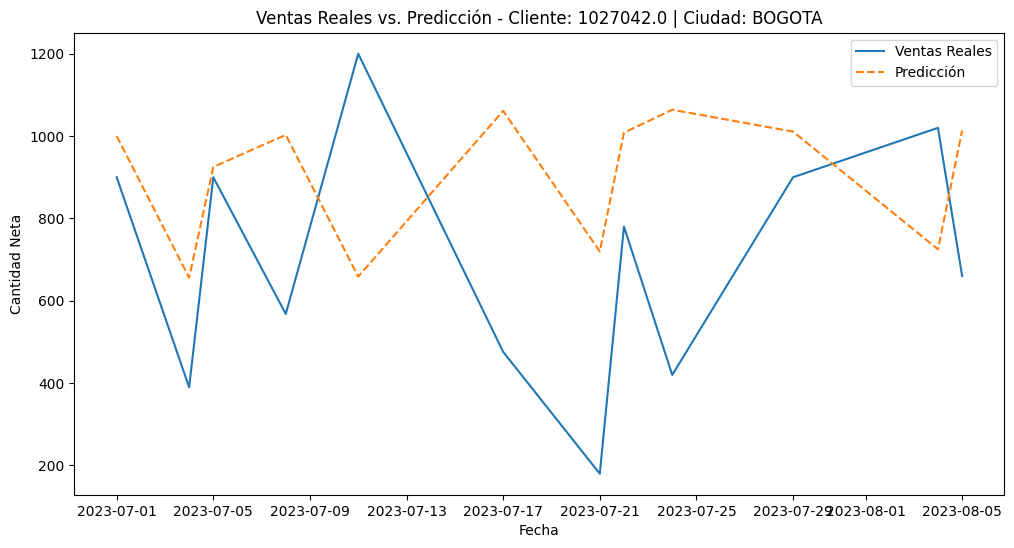 Ventas Reales vs. Predicción - Cliente: 1027042.0 | Ciudad: BOGOTA
Ventas Reales
Predicción
1200
1000
800
600
400
200
Cantidad Neta
2023-07-01 2023-07-05 2023-07-09 2023-07-13 2023-07-17 2023-07-21 2023-07-25 2023-07-29 2023-08-01 2023-08-05
Fecha